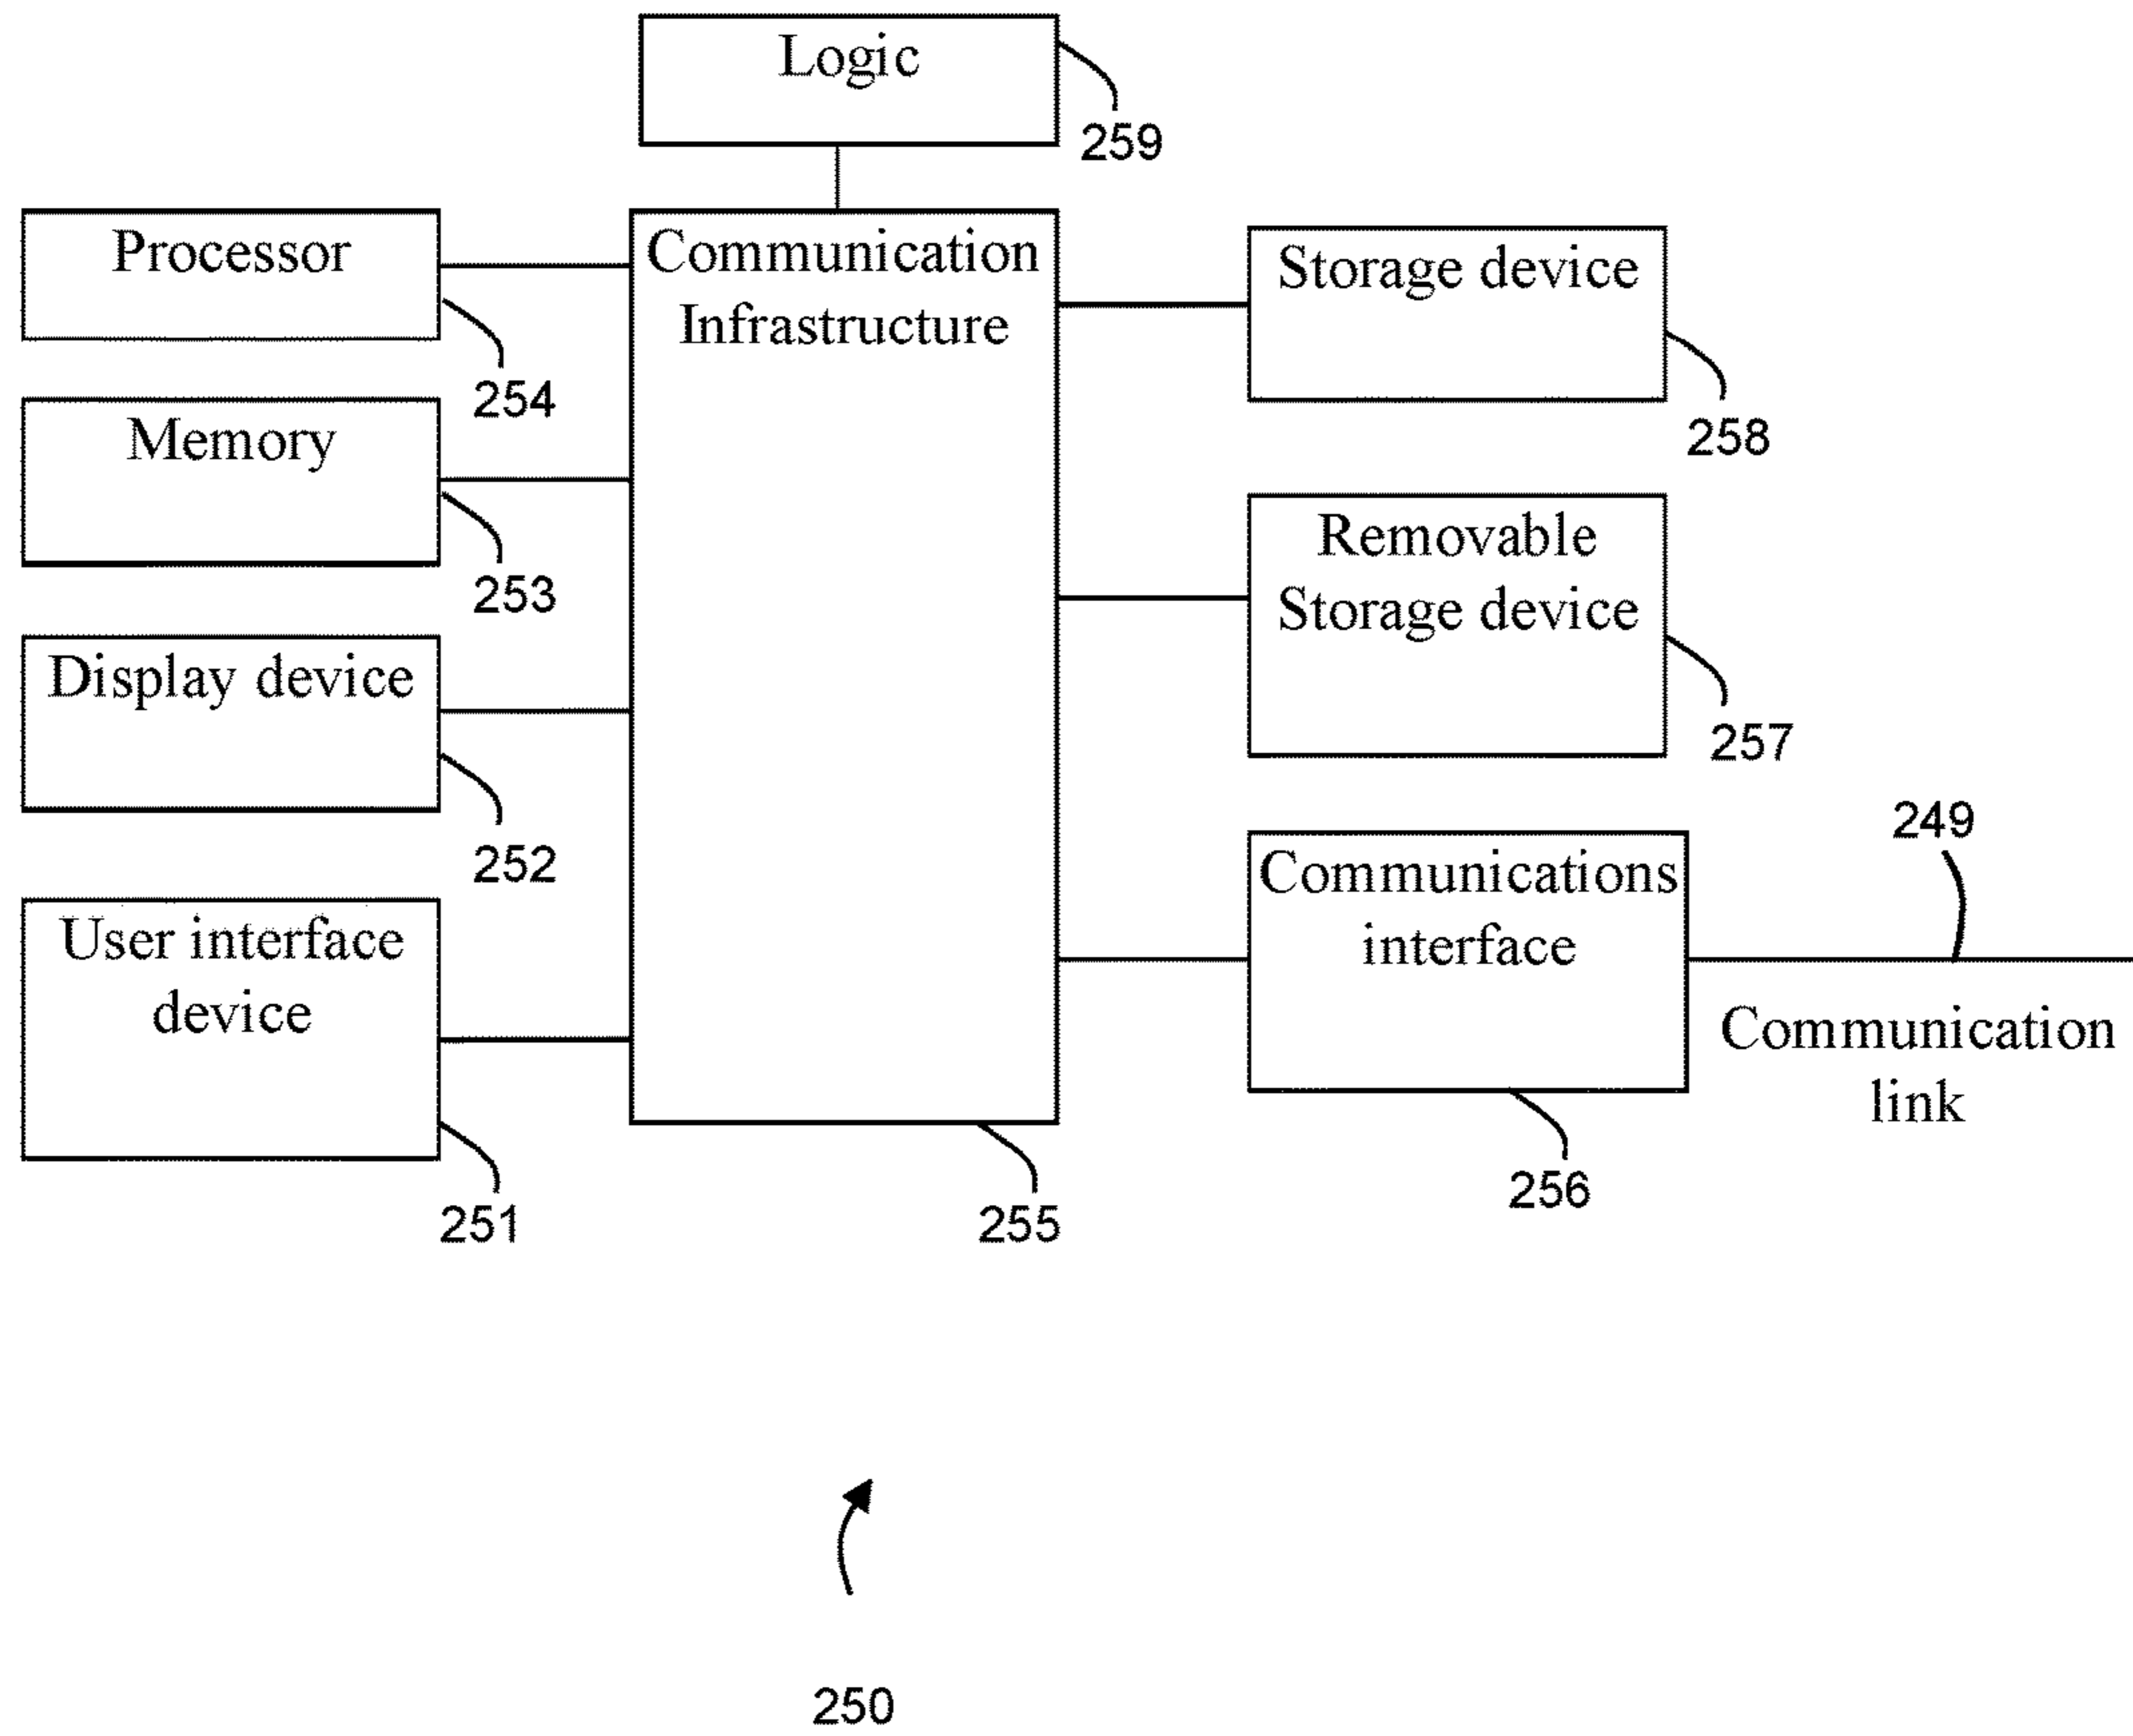 Logic
259
Processor
254
Communication
Infrastructure
Storage device
258
Memory
253
Removable
Storage device
257
Display device
252
249
Communications
interface
User interface
device
Communication
link
256
251
255
250